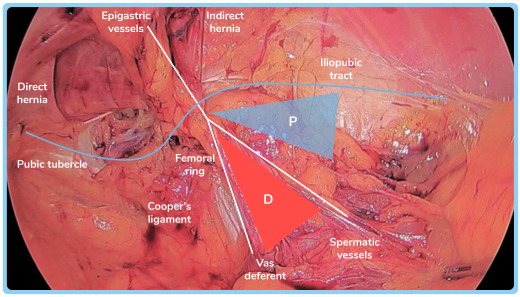 Epigastric
vessels
Indirect
hernia
Iliopubic
tract
Direct
hernia
P
Pubic tubercle
Femoral
ring
D
Cooper's
ligament
Spermatic
vessels
Vas
deferent